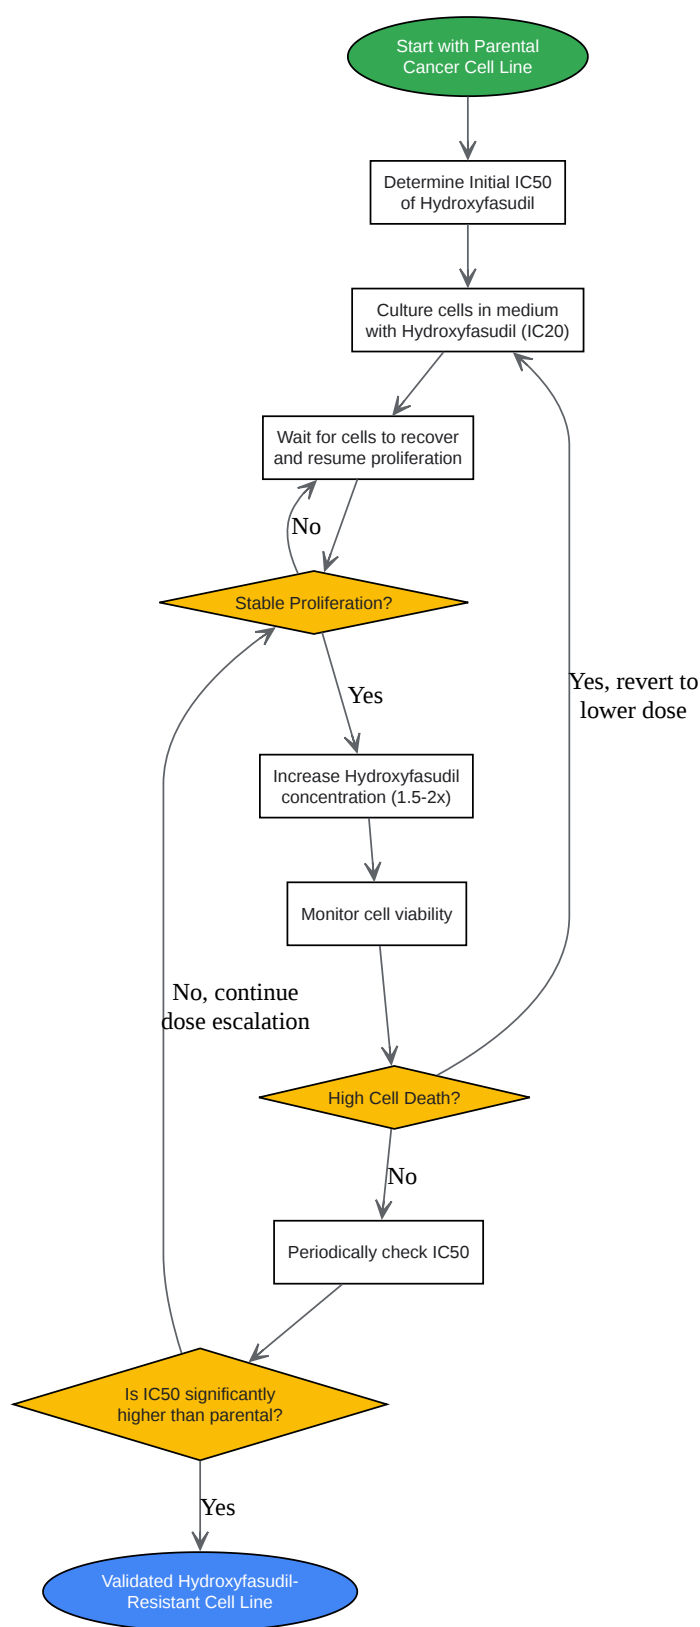 Start with Parental
Cancer Cell Line
Determine Initial IC50
of Hydroxyfasudil
Culture cells in medium
with Hydroxyfasudil (IC20)
Wait for cells to recover
and resume proliferation
No
Stable Proliferation?
Yes, revert to
lower dose
Yes
Increase Hydroxyfasudil
concentration (1.5-2x)
Monitor cell viability
No, continue
dose escalation
High Cell Death?
No
Periodically check IC50
Is IC50 significantly
higher than parental?
Yes
Validated Hydroxyfasudil-
Resistant Cell Line